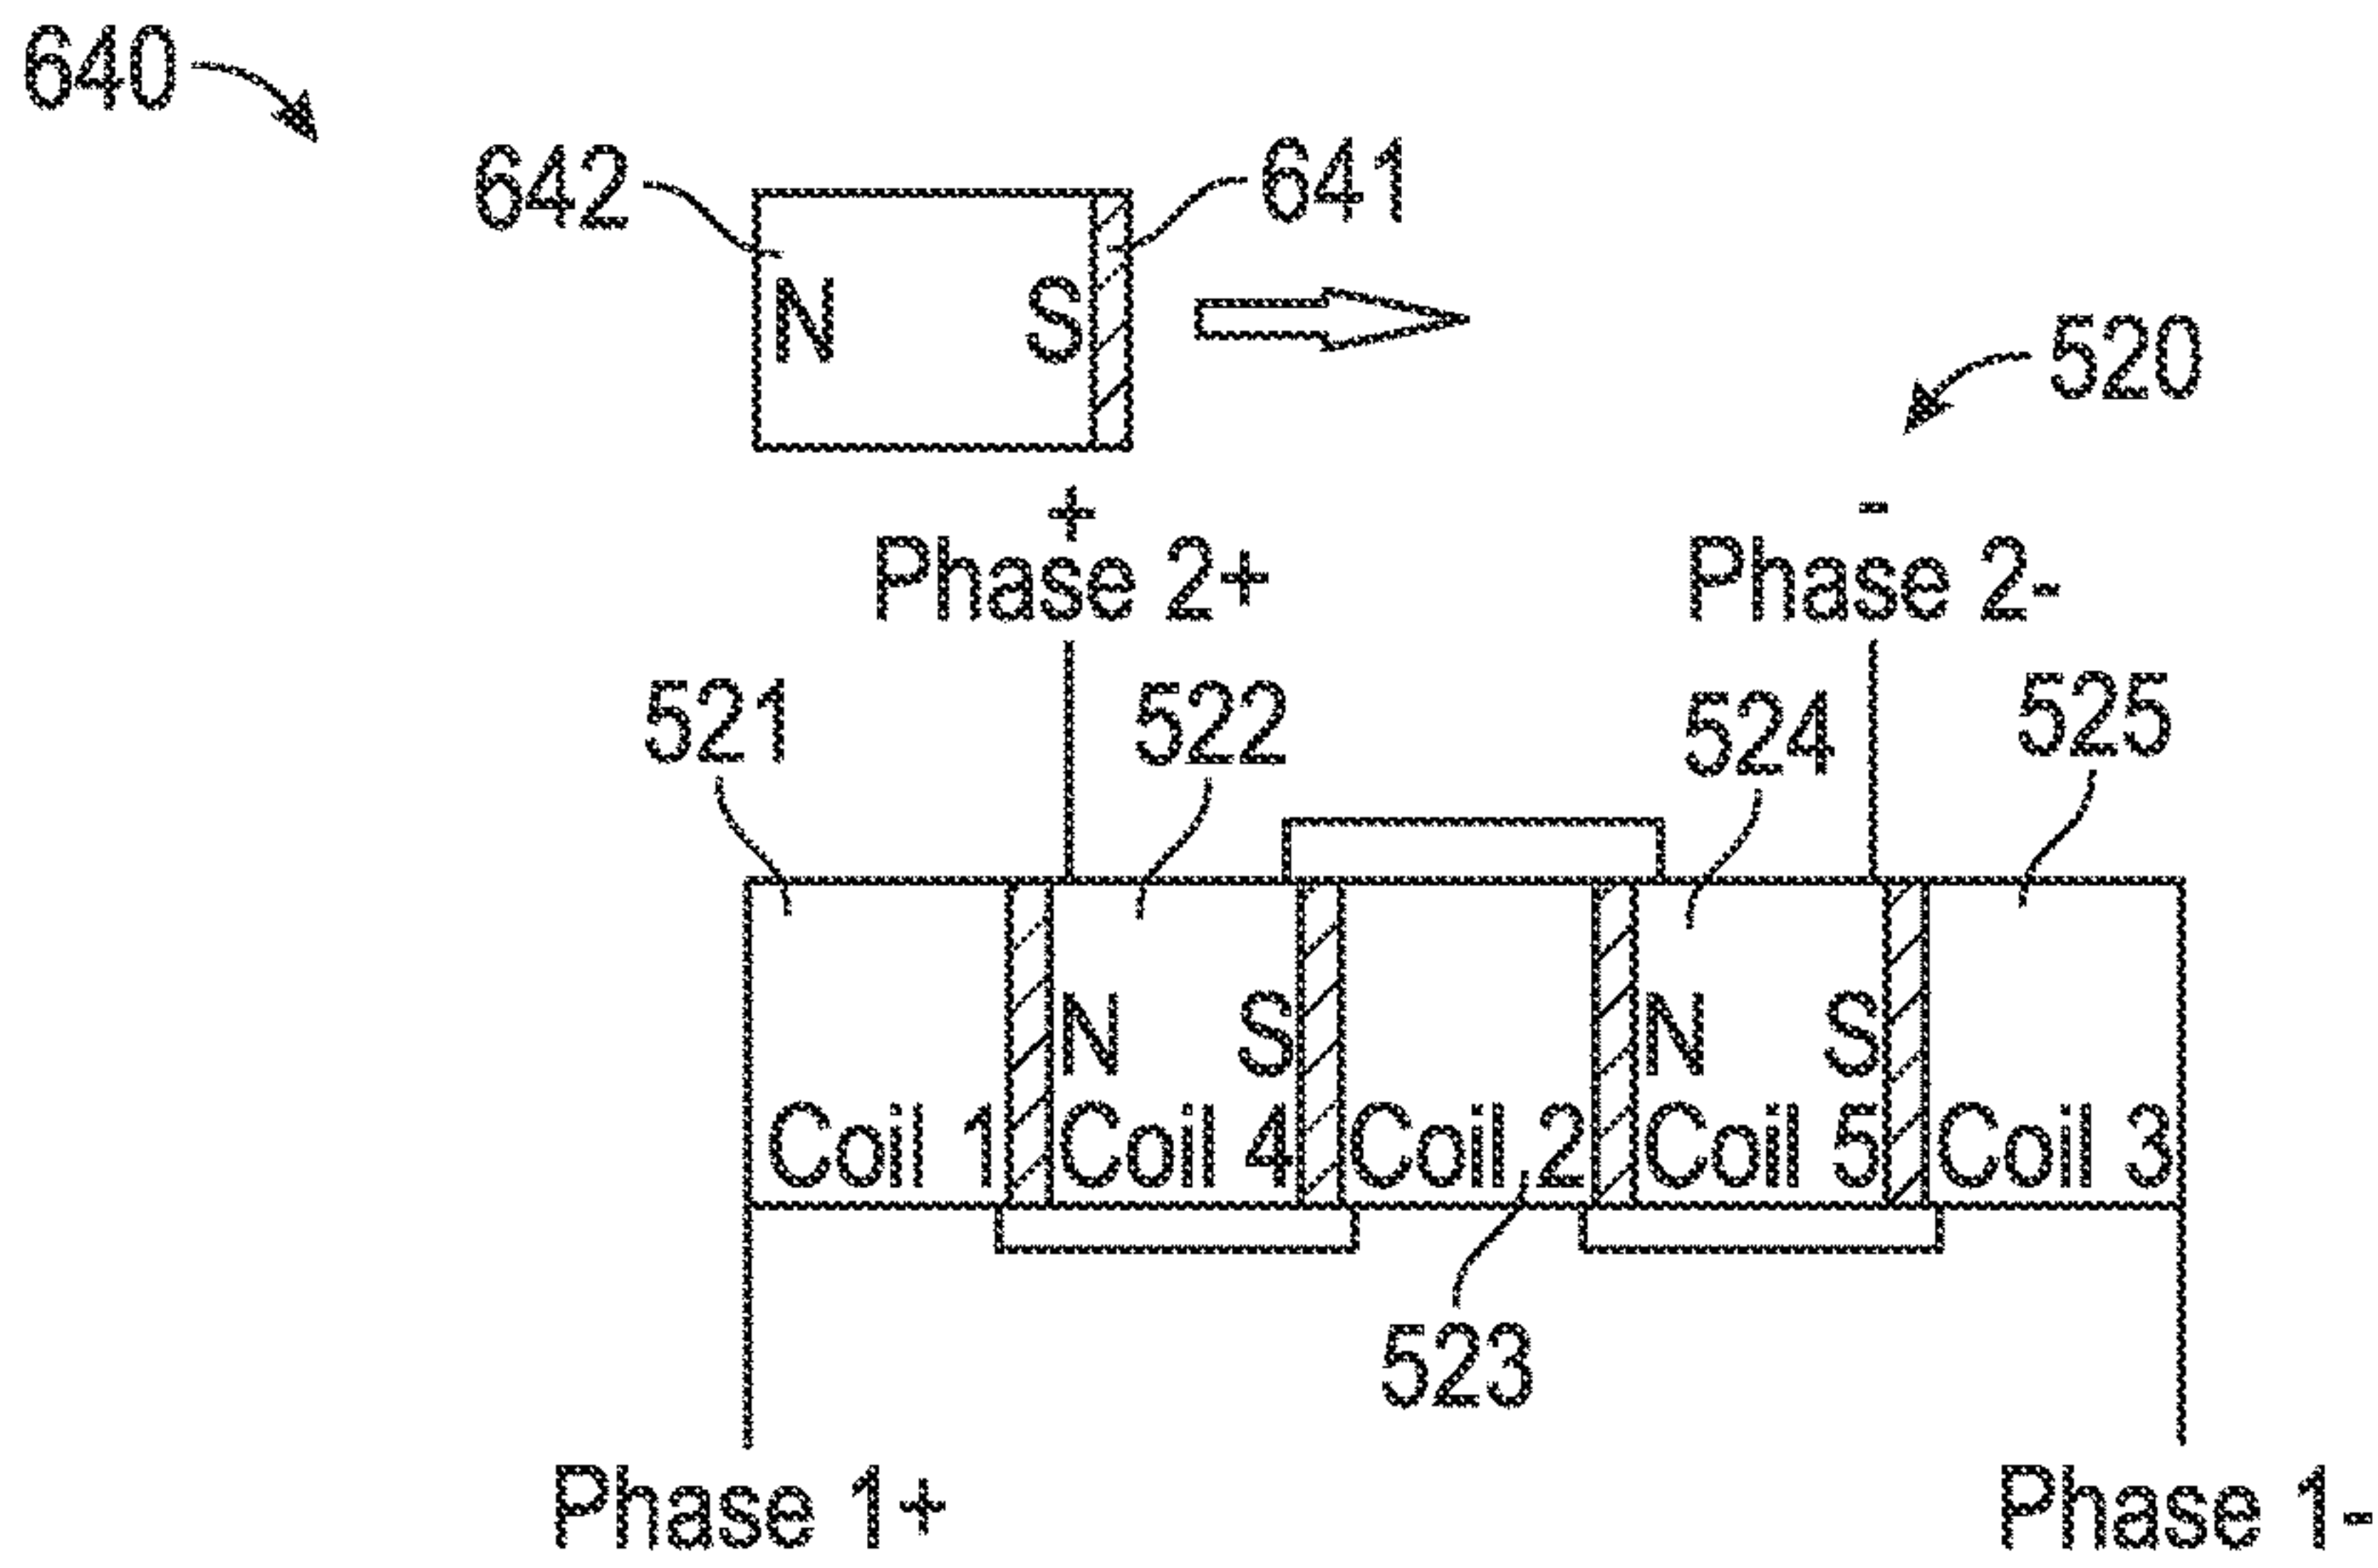 640
642
641
N S
520
+
-
Phase 2+
Phase 2-
521
522
524
525
N S
N S
Coil 1
Coil 4
Coil 2
Coil 5
Coil 3
523
Phase 1+
Phase 1-